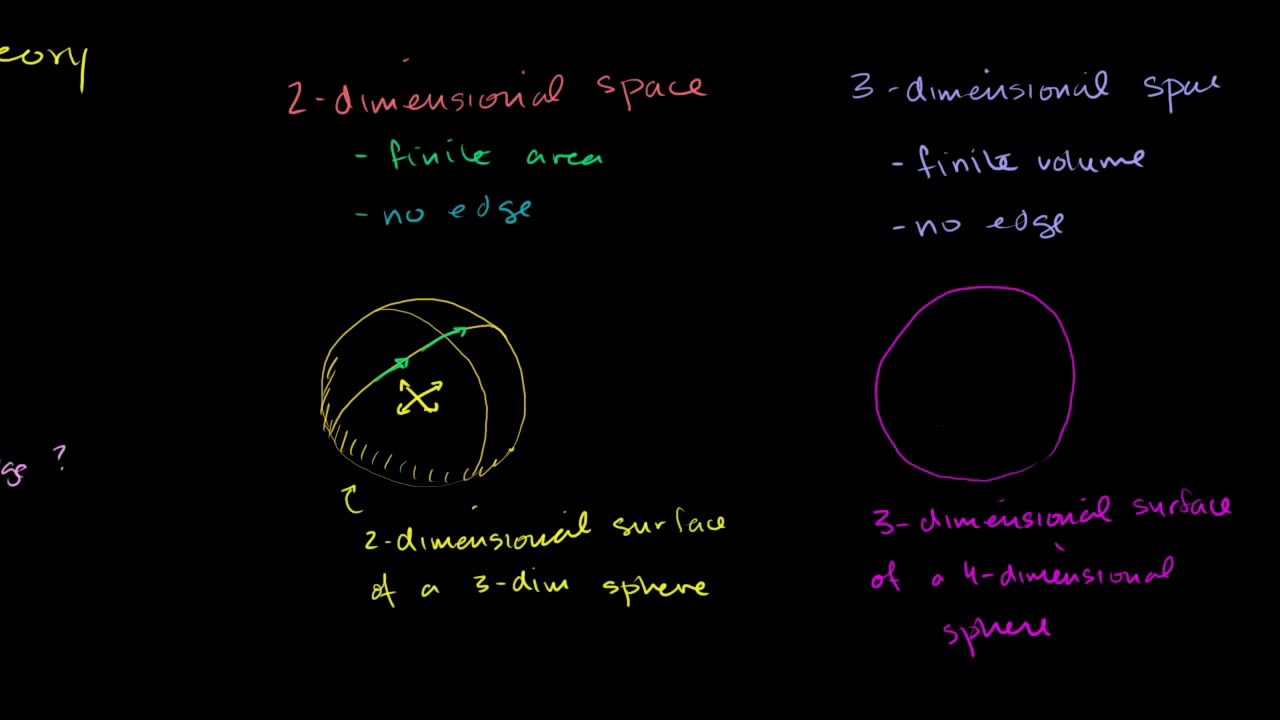 eory
2-dimensional space
- finite area
- no edge
3-dimensional space
- finite volume
- no edge
ge ?
2-dimensional surface
of a 3-dim sphere
3-dimensional surface
of a 4-dimensional
sphere